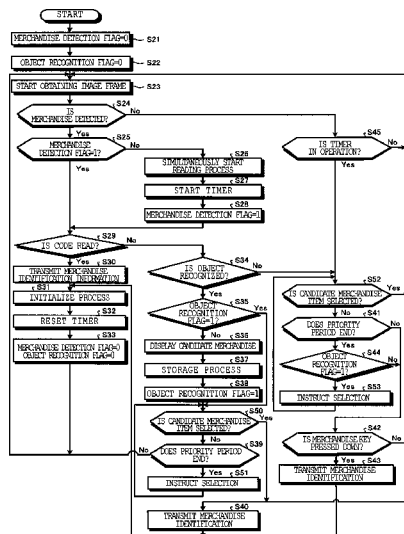 START
MERCHANDISE DETECTION FLAG=0
S21
OBJECT RECOGNITION FLAG=0
S22
START OBTAINING IMAGE FRAME
S23
S24
IS
MERCHANDISE DETECTED?
No
Yes
S25
MERCHANDISE
DETECTION FLAG=1?
No
Yes
S45
IS TIMER
IN OPERATION?
No
Yes
S26
SIMULTANEOUSLY START
READING PROCESS
S27
START TIMER
S28
MERCHANDISE DETECTION FLAG=1
S29
IS CODE READ?
No
Yes
S30
TRANSMIT MERCHANDISE
IDENTIFICATION INFORMATION
S31
INITIALIZE PROCESS
S32
RESET TIMER
S33
MERCHANDISE DETECTION FLAG=0
OBJECT RECOGNITION FLAG=0
S34
IS OBJECT
RECOGNIZED?
No
Yes
S35
OBJECT
RECOGNITION
FLAG=1?
Yes
No
S36
DISPLAY CANDIDATE MERCHANDISE
S37
STORAGE PROCESS
S38
OBJECT RECOGNITION FLAG=1
S50
IS CANDIDATE MERCHANDISE
ITEM SELECTED?
Yes
No
S39
DOES PRIORITY PERIOD
END?
No
Yes
S51
INSTRUCT SELECTION
S40
TRANSMIT MERCHANDISE
IDENTIFICATION
S52
IS CANDIDATE MERCHANDISE
ITEM SELECTED?
Yes
No
S41
DOES PRIORITY
PERIOD END?
No
Yes
S44
OBJECT
RECOGNITION
FLAG=1?
No
Yes
S53
INSTRUCT SELECTION
S42
IS MERCHANDISE KEY
PRESSED DOWN?
No
Yes
S43
TRANSMIT MERCHANDISE
IDENTIFICATION